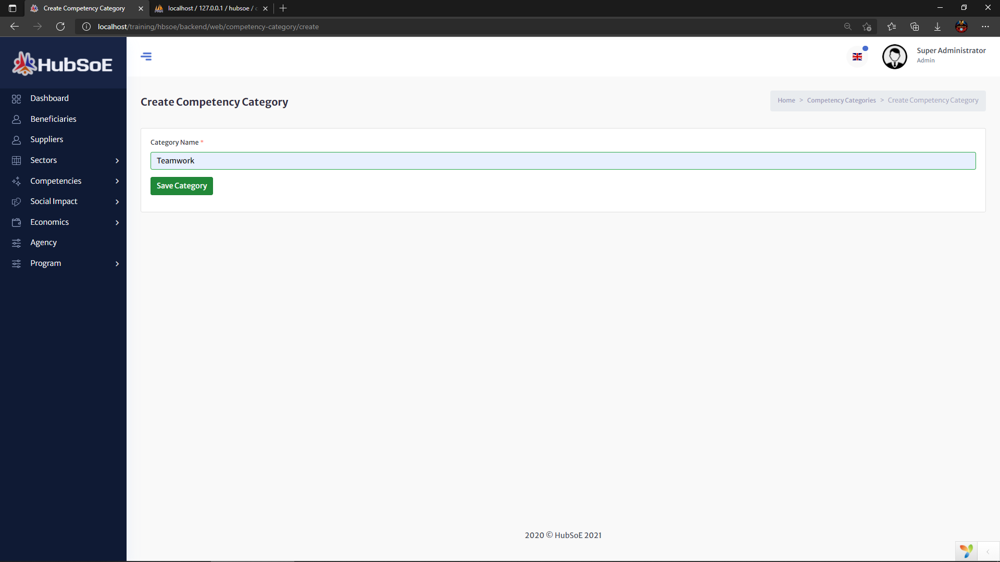 Create Competency Category
localhost / 127.0.0.1 / hubsoe /
localhost/training/hbsoe/backend/web/competency-category/create
HubSoE
Super Administrator
Admin
Dashboard
Beneficiaries
Suppliers
Sectors
Competencies
Social Impact
Economics
Agency
Program
Create Competency Category
Home > Competency Categories > Create Competency Category
Category Name *
Teamwork
Save Category
2020 © HubSoE 2021